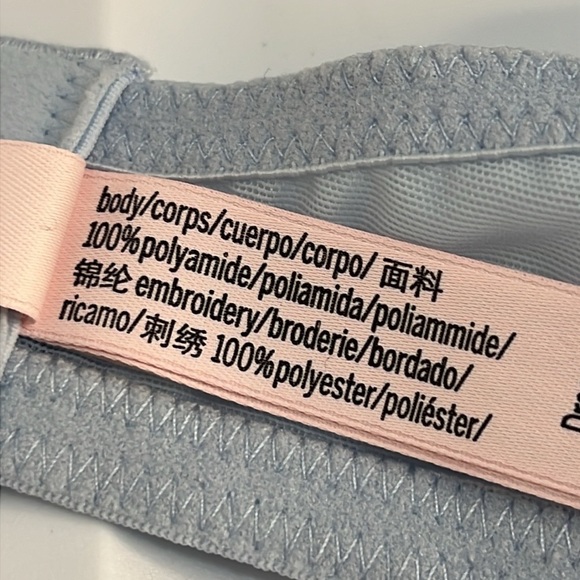 body/corps/cuerpo/corpo/ 面料
100%polyamide/poliamida/poliammide/
锦纶 embroidery/broderie/bordado/
ricamo/刺绣 100%polyester/poliéster/